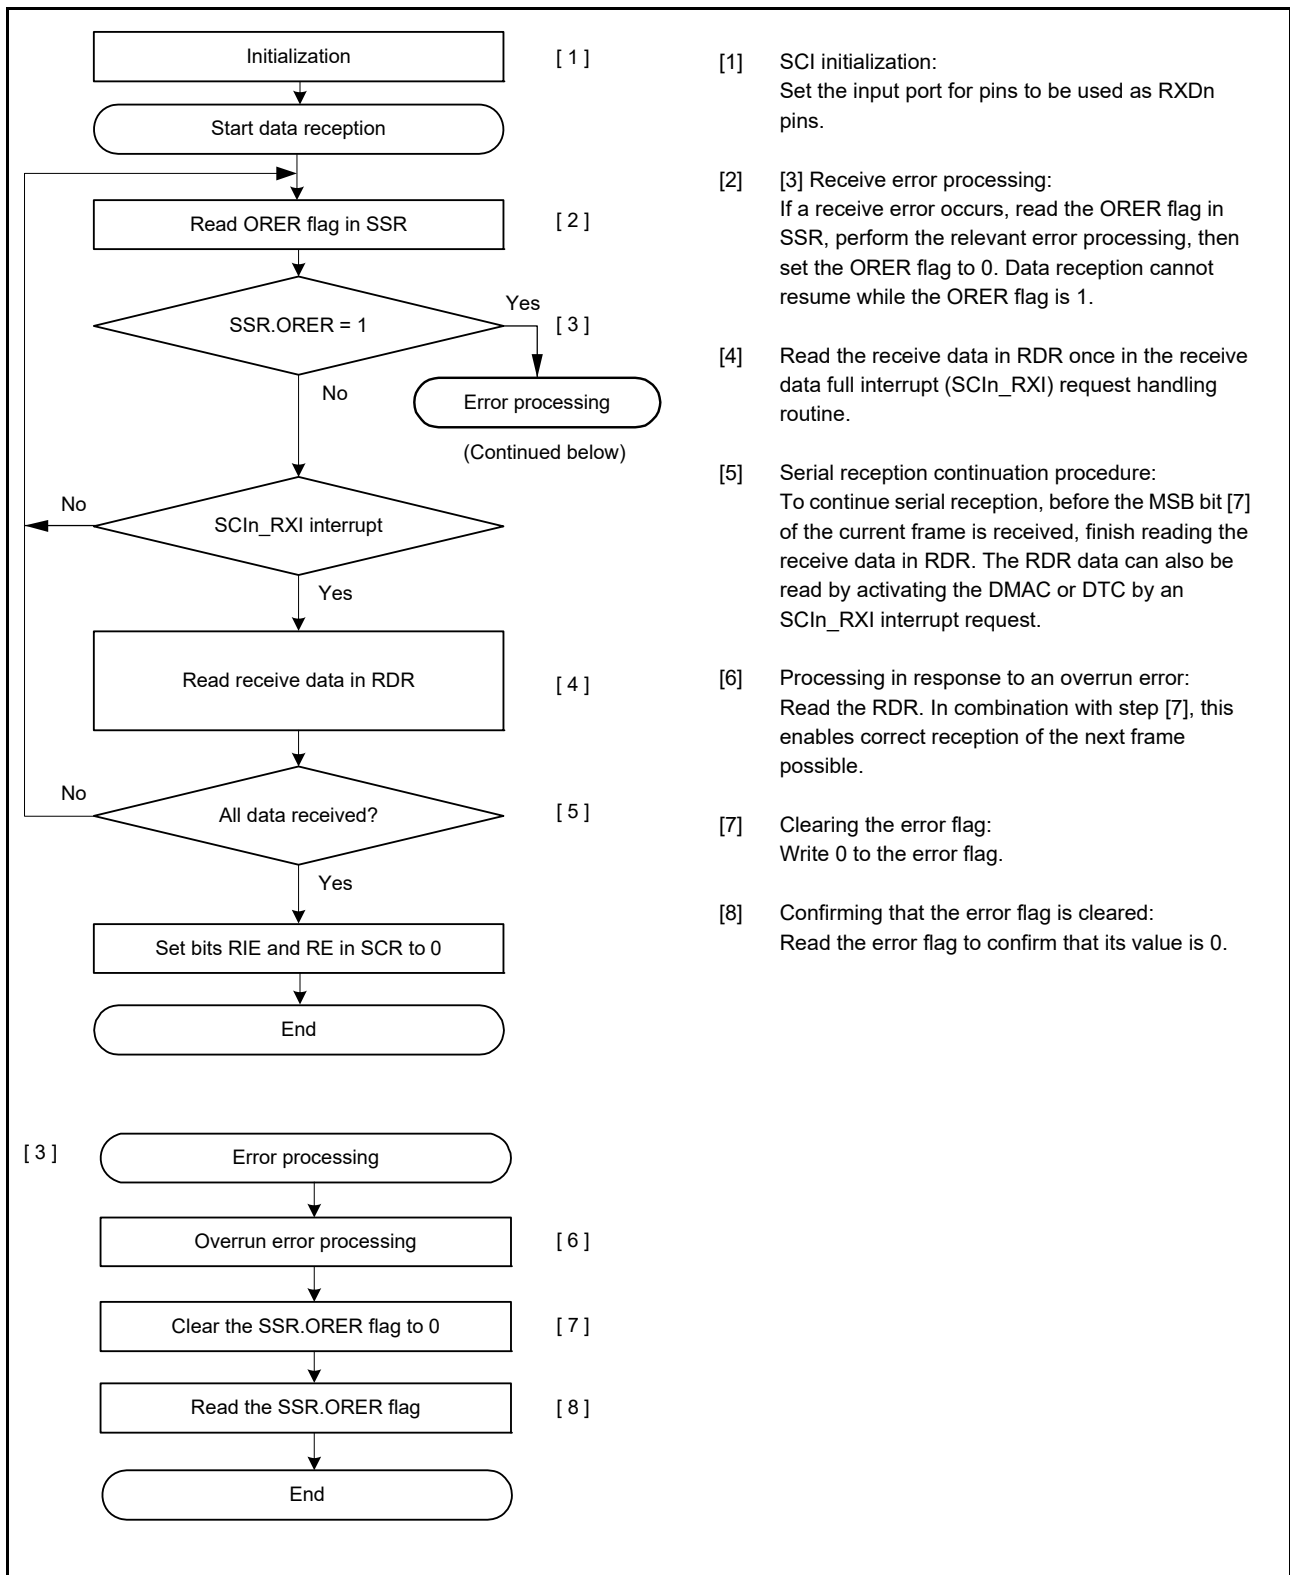 Initialization
[ 1 ]
Start data reception
Read ORER flag in SSR
[ 2 ]
SSR.ORER = 1
Yes
[ 3 ]
No
Error processing
(Continued below)
No
SCIn_RXI interrupt
Yes
Read receive data in RDR
[ 4 ]
No
All data received?
[ 5 ]
Yes
Set bits RIE and RE in SCR to 0
End
[ 3 ]
Error processing
Overrun error processing
[ 6 ]
Clear the SSR.ORER flag to 0
[ 7 ]
Read the SSR.ORER flag
[ 8 ]
End
[1] SCI initialization:
Set the input port for pins to be used as RXDn
pins.
[2] [3] Receive error processing:
If a receive error occurs, read the ORER flag in
SSR, perform the relevant error processing, then
set the ORER flag to 0. Data reception cannot
resume while the ORER flag is 1.
[4] Read the receive data in RDR once in the receive
data full interrupt (SCIn_RXI) request handling
routine.
[5] Serial reception continuation procedure:
To continue serial reception, before the MSB bit [7]
of the current frame is received, finish reading the
receive data in RDR. The RDR data can also be
read by activating the DMAC or DTC by an
SCIn_RXI interrupt request.
[6] Processing in response to an overrun error:
Read the RDR. In combination with step [7], this
enables correct reception of the next frame
possible.
[7] Clearing the error flag:
Write 0 to the error flag.
[8] Confirming that the error flag is cleared:
Read the error flag to confirm that its value is 0.